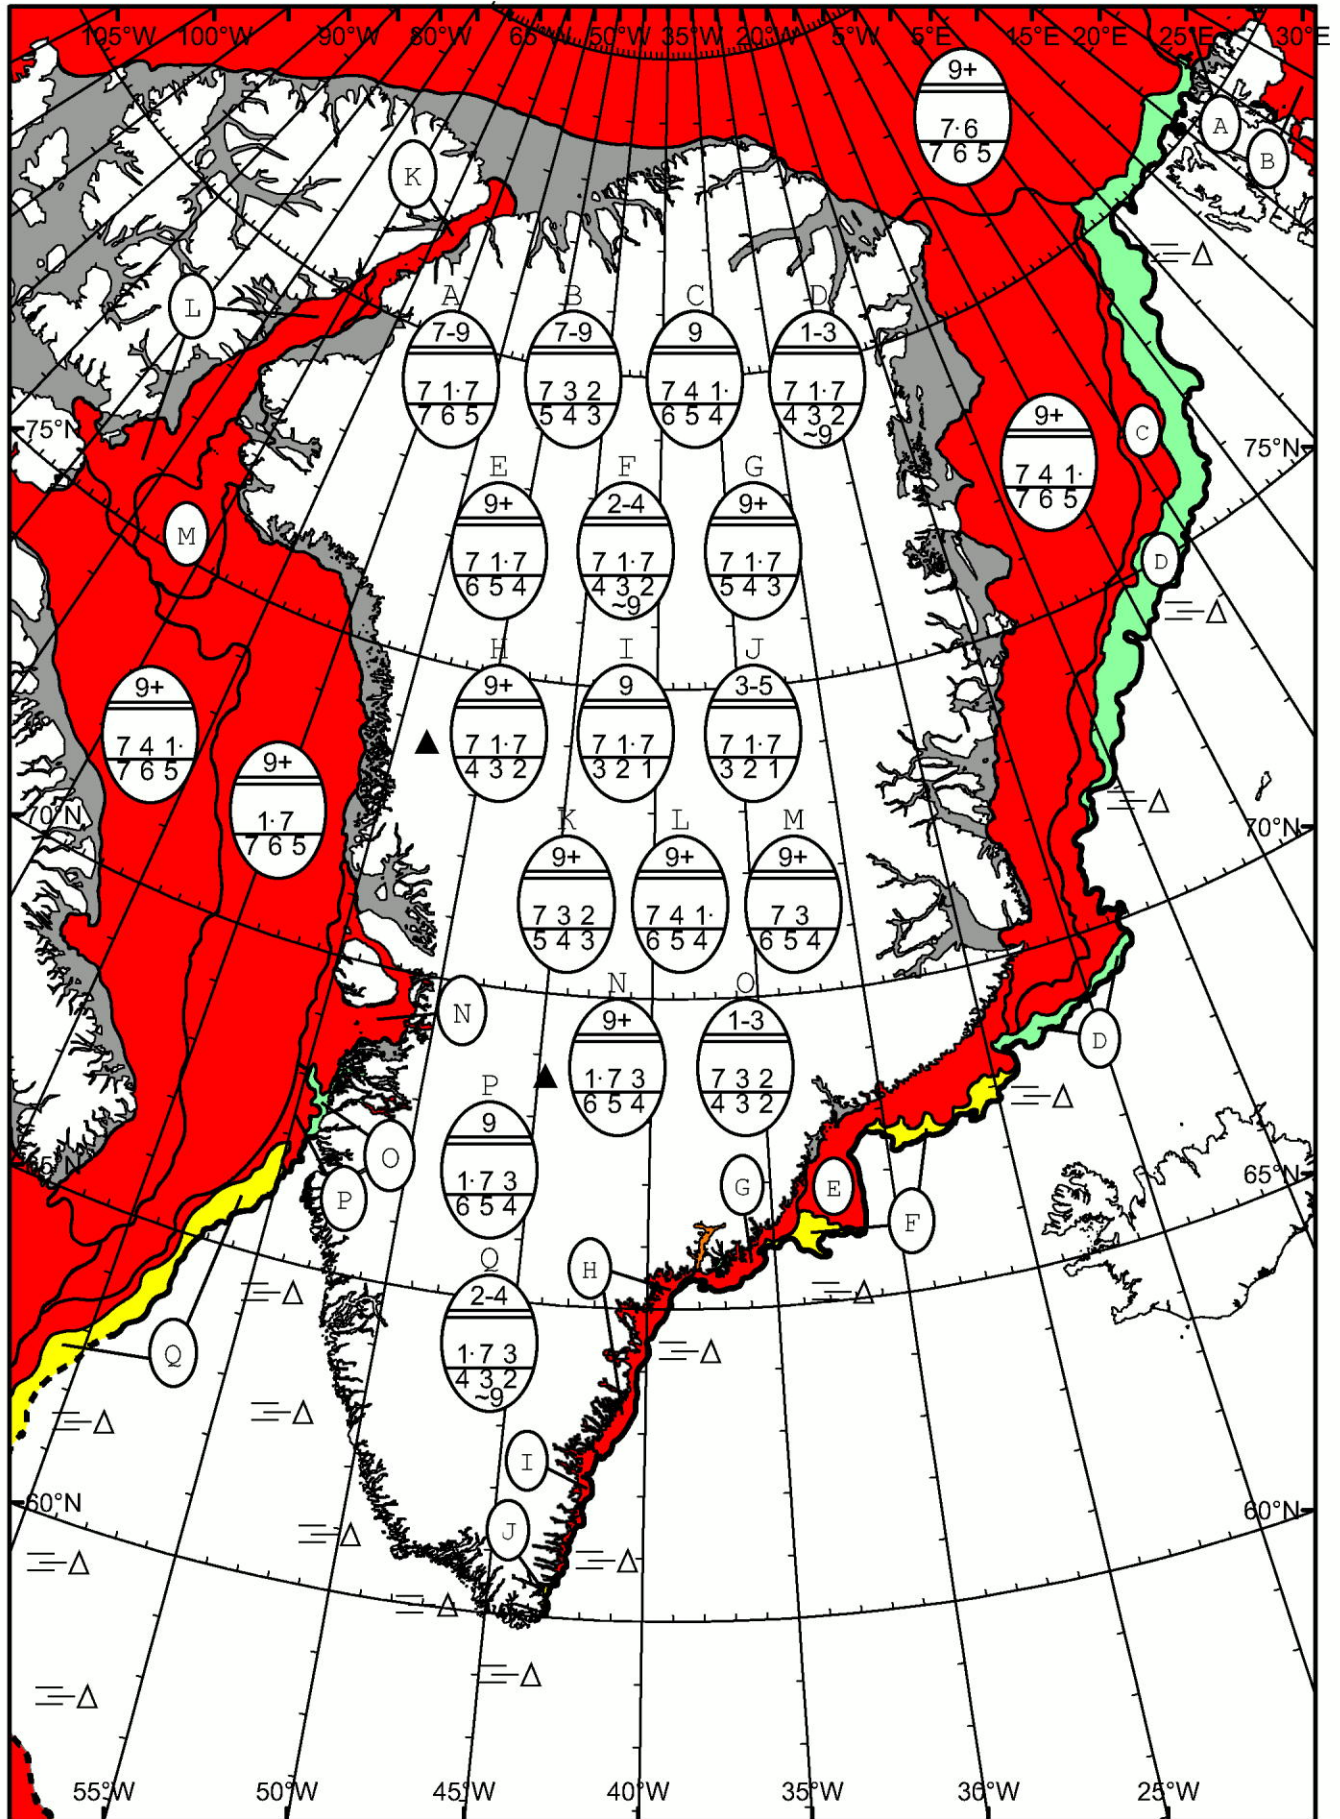 105°W 100°W 90°W 80°W 65°W 50°W 35°W 20°W 5°W 5°E 15°E 20°E 25°E 30°E
9+
7· 6
7 6 5
A
B
K
L
A B C D
7-9 7-9 9 1-3
7 1· 7 7 3 2 7 4 1· 7 1· 7
7 6 5 5 4 3 6 5 4 4 3 2
~9
75°N
C
9+
7 4 1·
7 6 5
75°N
E F G
9+ 2-4 9+
7 1· 7 7 1· 7 7 1· 7
6 5 4 4 3 2 5 4 3
~9
M
D
H I J
9+ 9 3-5
7 1· 7 7 1· 7 7 1· 7
4 3 2 3 2 1 3 2 1
9+
7 4 1·
7 6 5
9+
1· 7
7 6 5
70°N
70°N
K L M
9+ 9+ 9+
7 3 2 7 4 1· 7 3
5 4 3 6 5 4 6 5 4
N O
9+ 1-3
1· 7 3 7 3 2
6 5 4 4 3 2
N
D
P
9
1· 7 3
6 5 4
O
P
65°N
65°N
G
E
F
H
Q
2-4
1· 7 3
4 3 2
~9
Q
I
J
60°N
60°N
55°W 50°W 45°W 40°W 35°W 30°W 25°W